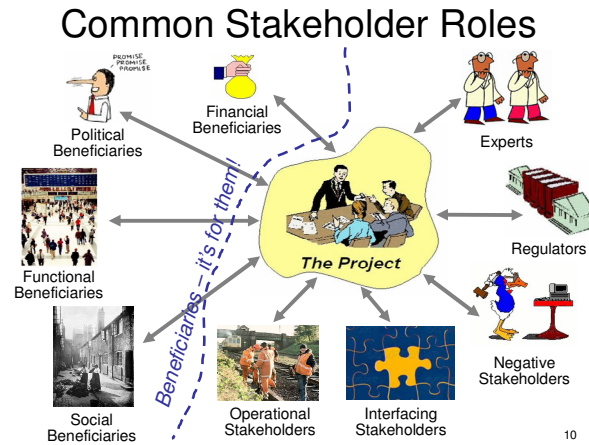 Common Stakeholder Roles
PROMISE
PROMISE
PROMISE
Political
Beneficiaries
Financial
Beneficiaries
Experts
Beneficiaries – it's for them!
Functional
Beneficiaries
The Project
Regulators
Social
Beneficiaries
Operational
Stakeholders
Interfacing
Stakeholders
Negative
Stakeholders
10